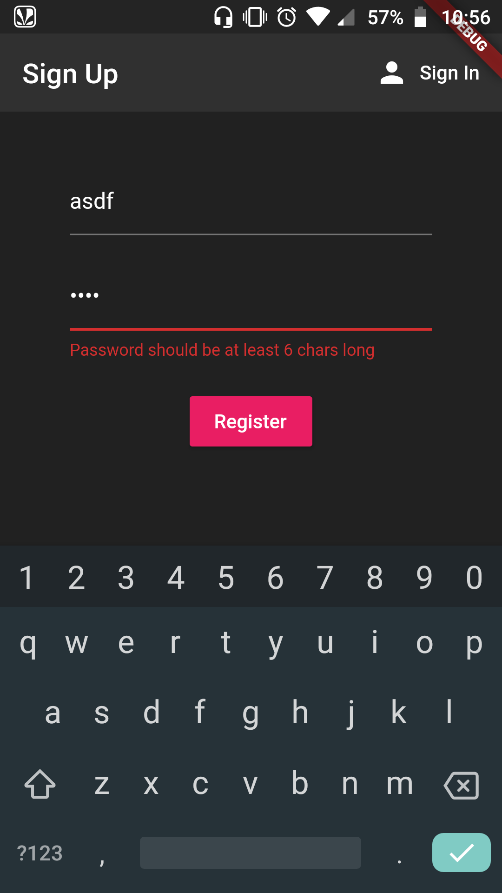 57% 10:56
DEBUG
Sign Up Sign In
asdf
••••
Password should be at least 6 chars long
Register
1 2 3 4 5 6 7 8 9 0
q w e r t y u i o p
a s d f g h j k l
z x c v b n m
?123 , .